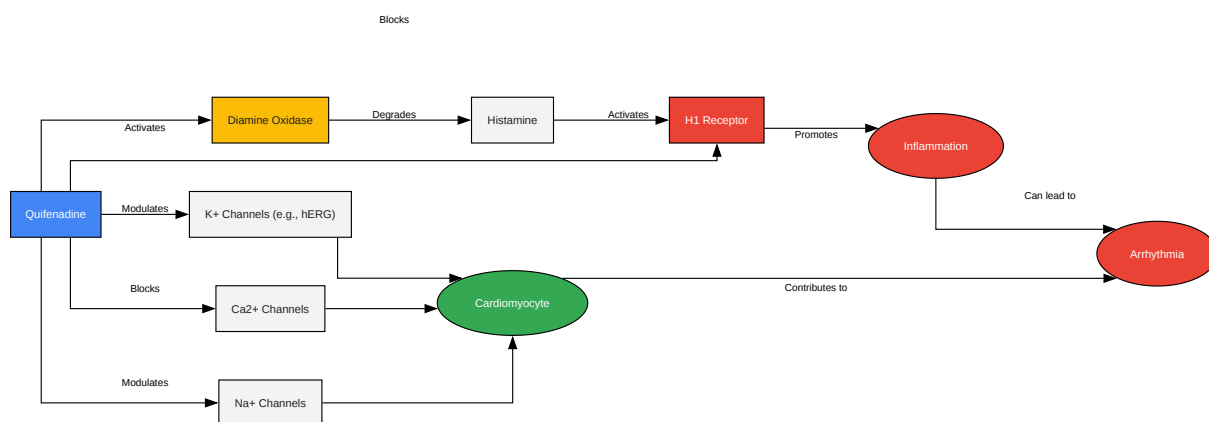 Blocks
Diamine Oxidase
Degrades
Histamine
Activates
H1 Receptor
Activates
Promotes
Inflammation
Quifenadine
Modulates
K+ Channels (e.g., hERG)
Can lead to
Arrhythmia
Blocks
Ca2+ Channels
Cardiomyocyte
Contributes to
Modulates
Na+ Channels